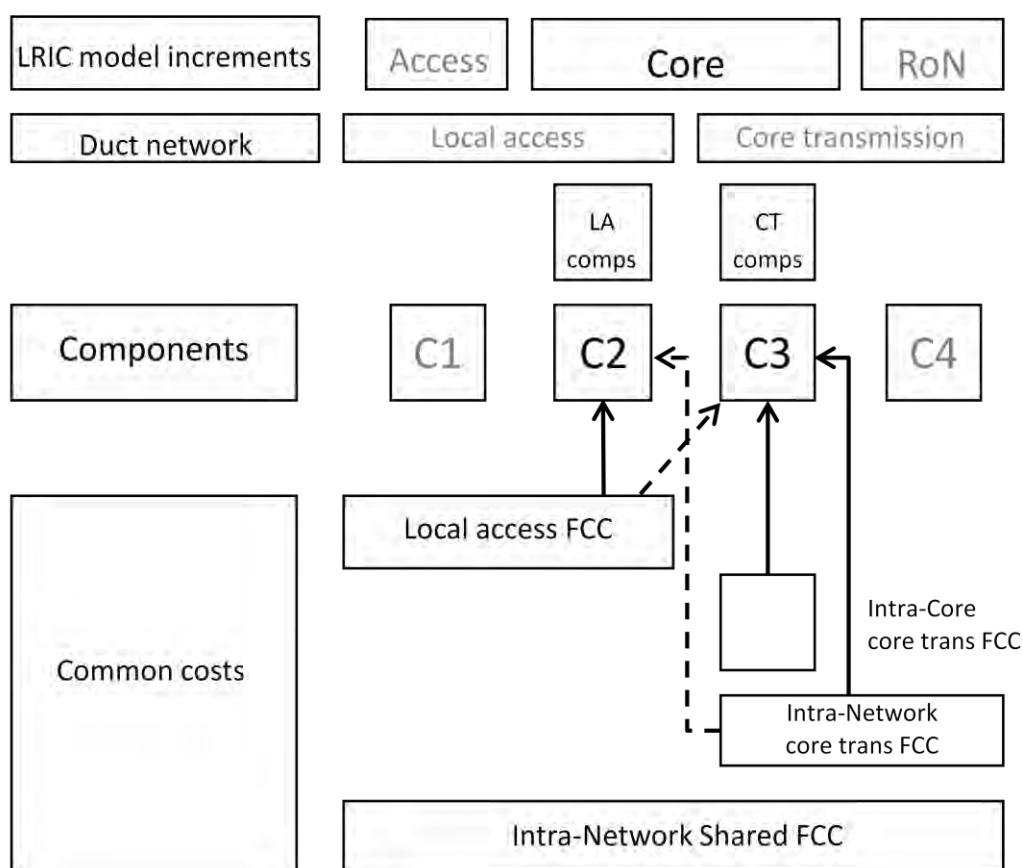 LRIC model increments
Access
Core
RoN
Duct network
Local access
Core transmission
LA
comps
CT
comps
Components
C1
C2
C3
C4
Local access FCC
Intra-Core
core trans FCC
Common costs
Intra-Network
core trans FCC
Intra-Network Shared FCC